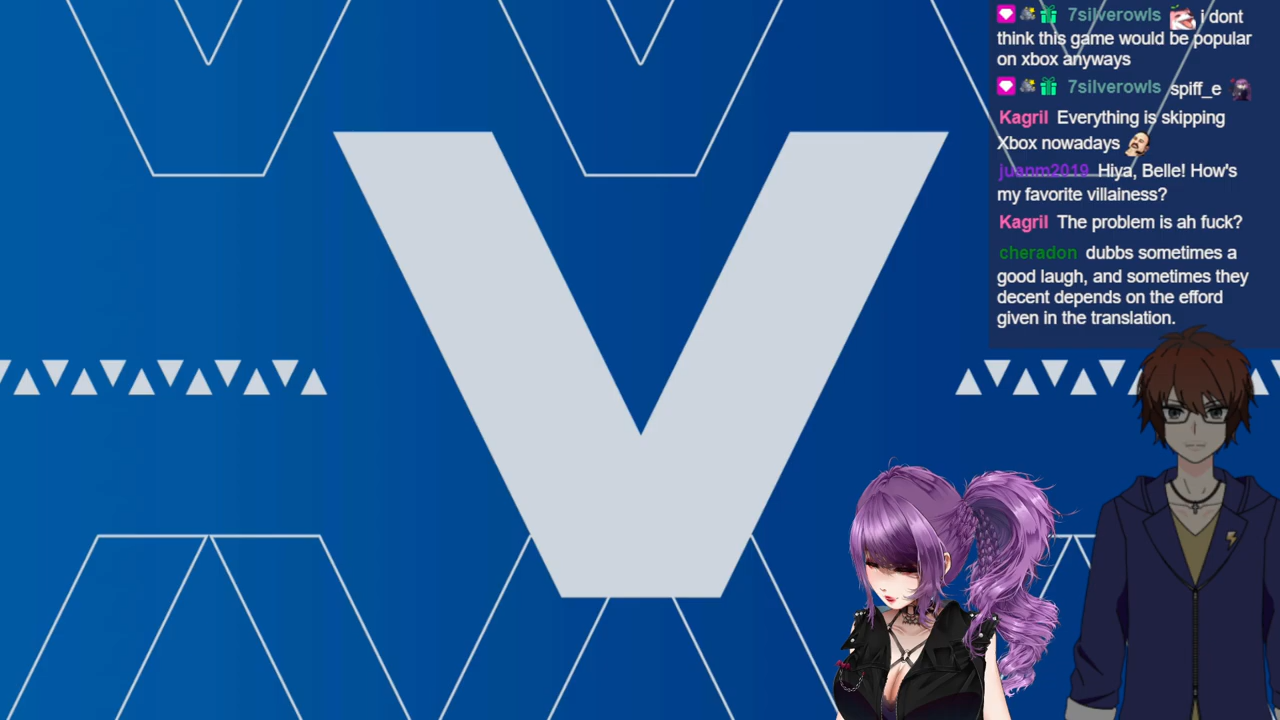 7silverowls i dont
think this game would be popular
on xbox anyways
7silverowls spiff_e
Kagril Everything is skipping
Xbox nowadays
juanm2019 Hiya, Belle! How's
my favorite villainess?
Kagril The problem is ah fuck?
cheradon dubbs sometimes a
good laugh, and sometimes they
decent depends on the efford
given in the translation.
V